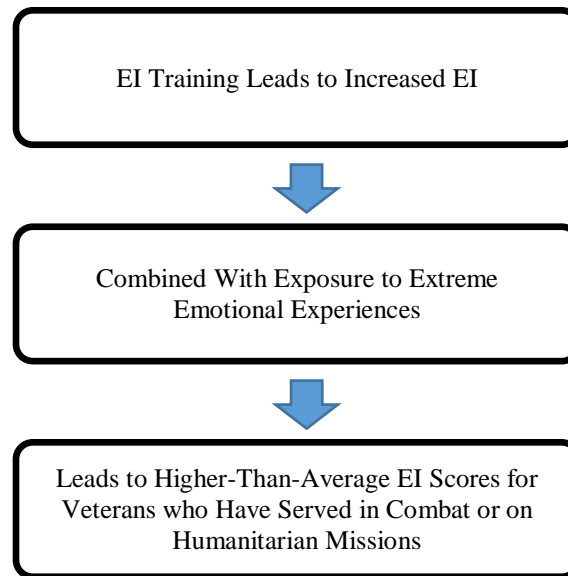 EI Training Leads to Increased EI
Combined With Exposure to Extreme
Emotional Experiences
Leads to Higher-Than-Average EI Scores for
Veterans who Have Served in Combat or on
Humanitarian Missions